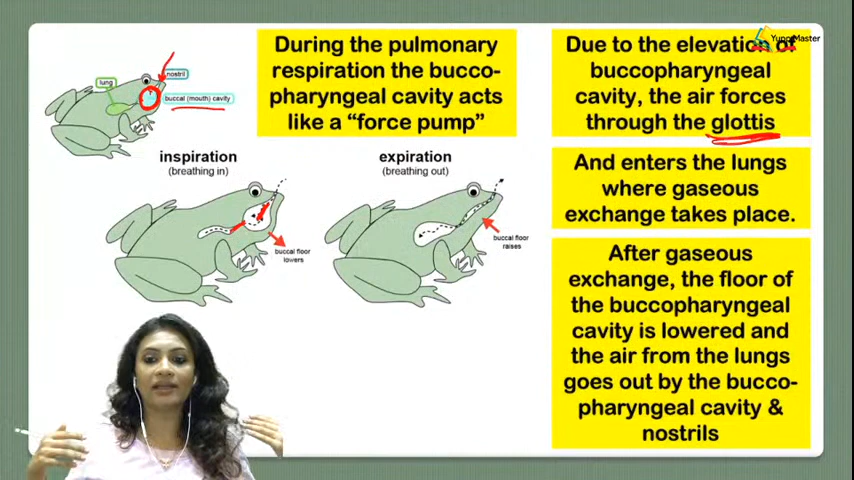 lung
nostril
buccal (mouth) cavity
During the pulmonary
respiration the bucco-
pharyngeal cavity acts
like a “force pump”
inspiration
(breathing in)
expiration
(breathing out)
buccal floor
lowers
buccal floor
raises
YuppMaster
Due to the elevation of
buccopharyngeal
cavity, the air forces
through the glottis
And enters the lungs
where gaseous
exchange takes place.
After gaseous
exchange, the floor of
the buccopharyngeal
cavity is lowered and
the air from the lungs
goes out by the bucco-
pharyngeal cavity &
nostrils